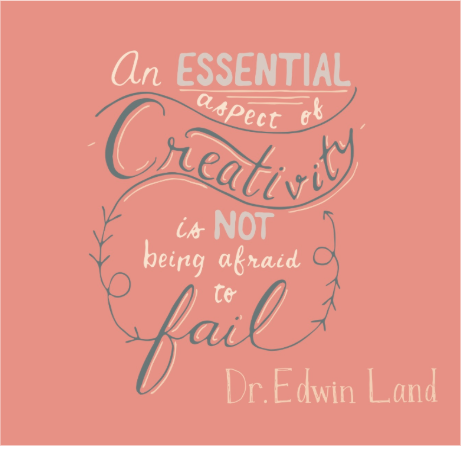 An ESSENTIAL
aspect of
Creativity
is NOT
being afraid
to
fail
Dr. Edwin Land